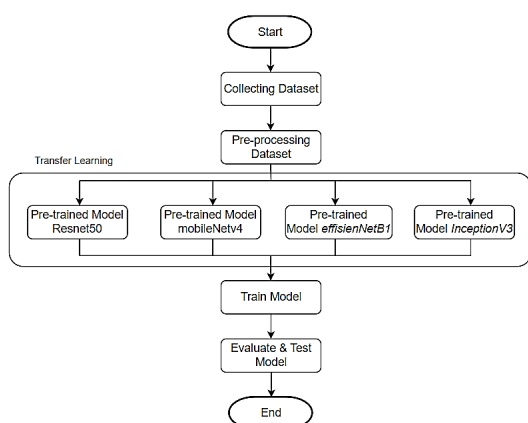 Start
Collecting Dataset
Pre-processing
Dataset
Transfer Learning
Pre-trained Model
Resnet50
Pre-trained Model
mobileNetv4
Pre-trained
Model effisienNetB1
Pre-trained
Model InceptionV3
Train Model
Evaluate & Test
Model
End